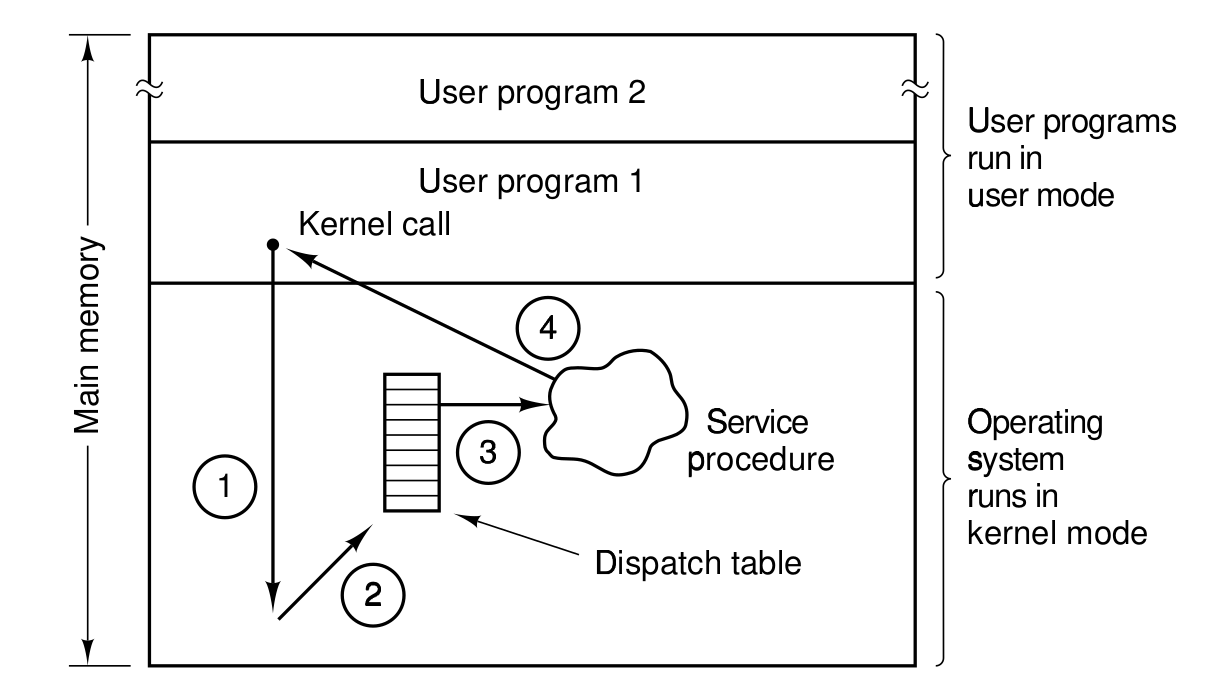 User program 2
User program 1
Kernel call
User programs
run in
user mode
Main memory
4
3
1
2
Service
procedure
Dispatch table
Operating
system
runs in
kernel mode